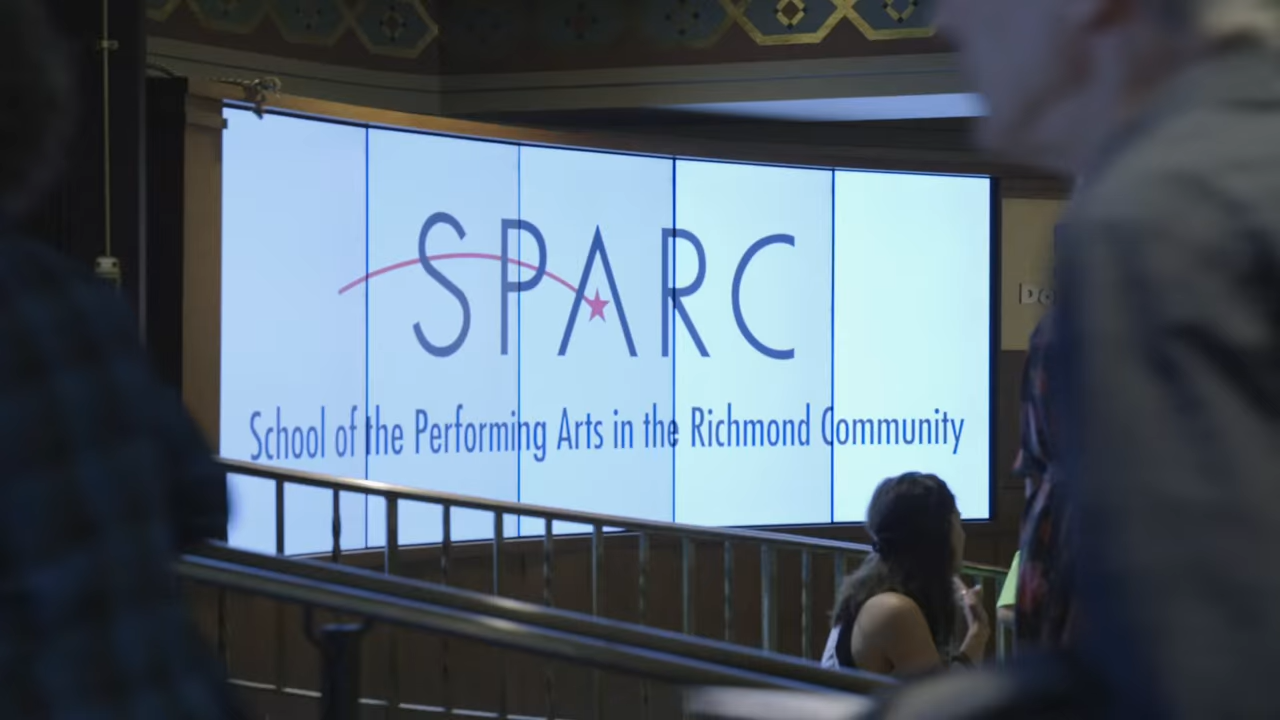 SPARC
School of the Performing Arts in the Richmond Community